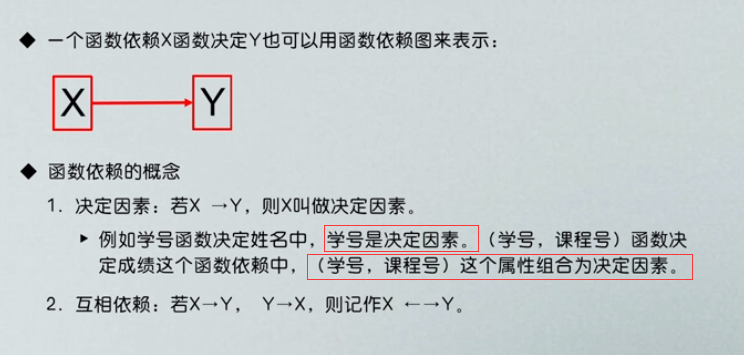 ◆ 一个函数依赖X函数决定Y也可以用函数依赖图来表示：
X → Y
◆ 函数依赖的概念
1. 决定因素：若X →Y，则X叫做决定因素。
▶ 例如学号函数决定姓名中，学号是决定因素。（学号，课程号）函数决
定成绩这个函数依赖中，（学号，课程号）这个属性组合为决定因素。
2. 互相依赖：若X→Y， Y→X，则记作X ←→Y。